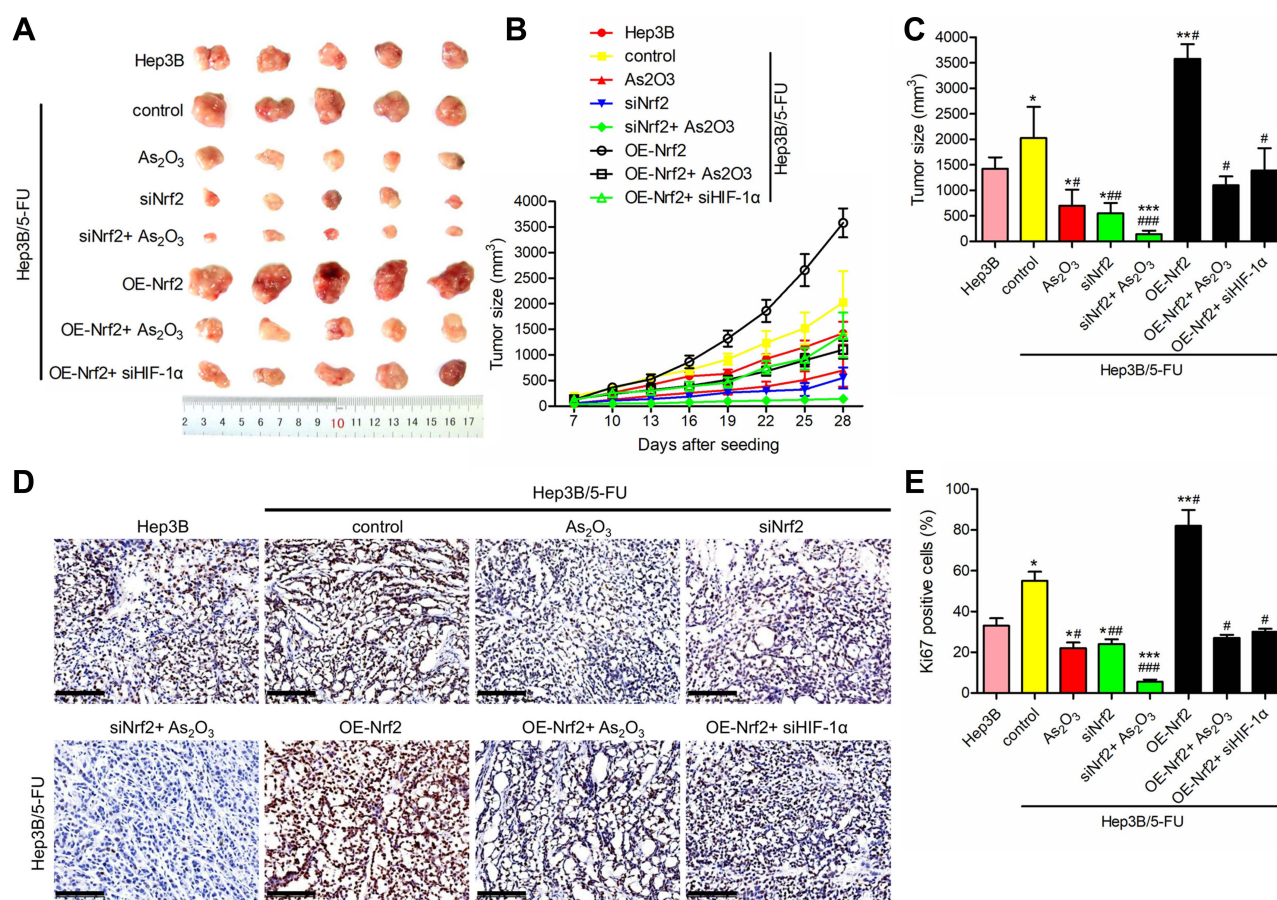 A
Hep3B
control
As₂O₃
siNrf2
siNrf2+ As₂O₃
OE-Nrf2
OE-Nrf2+ As₂O₃
OE-Nrf2+ siHIF-1α
Hep3B/5-FU
2 3 4 5 6 7 8 9 10 11 12 13 14 15 16 17
B
Hep3B
control
As2O3
siNrf2
siNrf2+ As2O3
OE-Nrf2
OE-Nrf2+ As2O3
OE-Nrf2+ siHIF-1α
Hep3B/5-FU
Tumor size (mm³)
4000
3500
3000
2500
2000
1500
1000
500
0
7 10 13 16 19 22 25 28
Days after seeding
C
Tumor size (mm³)
4000
3500
3000
2500
2000
1500
1000
500
0
*
*#
*##
***
###
**#
#
#
Hep3B
control
As₂O₃
siNrf2
siNrf2+ As₂O₃
OE-Nrf2
OE-Nrf2+ As₂O₃
OE-Nrf2+ siHIF-1α
Hep3B/5-FU
D
Hep3B/5-FU
Hep3B control As₂O₃ siNrf2
Hep3B/5-FU
siNrf2+ As₂O₃ OE-Nrf2 OE-Nrf2+ As₂O₃ OE-Nrf2+ siHIF-1α
E
Ki67 positive cells (%)
100
80
60
40
20
0
*
*#
*##
***
###
**#
#
#
Hep3B
control
As₂O₃
siNrf2
siNrf2+ As₂O₃
OE-Nrf2
OE-Nrf2+ As₂O₃
OE-Nrf2+ siHIF-1α
Hep3B/5-FU